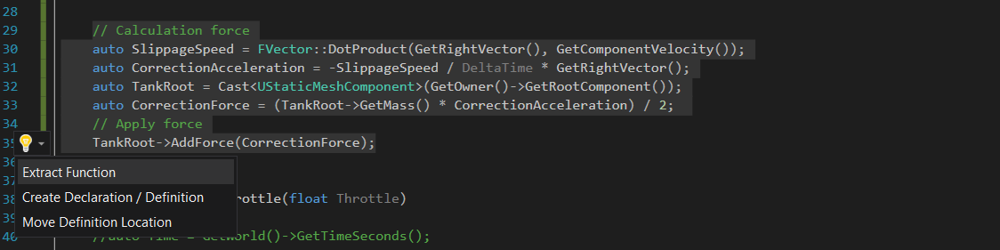 28
29 // Calculation force
30 auto SlippageSpeed = FVector::DotProduct(GetRightVector(), GetComponentVelocity());
31 auto CorrectionAcceleration = -SlippageSpeed / DeltaTime * GetRightVector();
32 auto TankRoot = Cast<UStaticMeshComponent>(GetOwner()->GetRootComponent());
33 auto CorrectionForce = (TankRoot->GetMass() * CorrectionAcceleration) / 2;
34 // Apply force
35 TankRoot->AddForce(CorrectionForce);
36
Extract Function
37
Create Declaration / Definition
38 rottle(float Throttle)
39
Move Definition Location
40 //auto Time = GetWorld()->GetTimeSeconds();